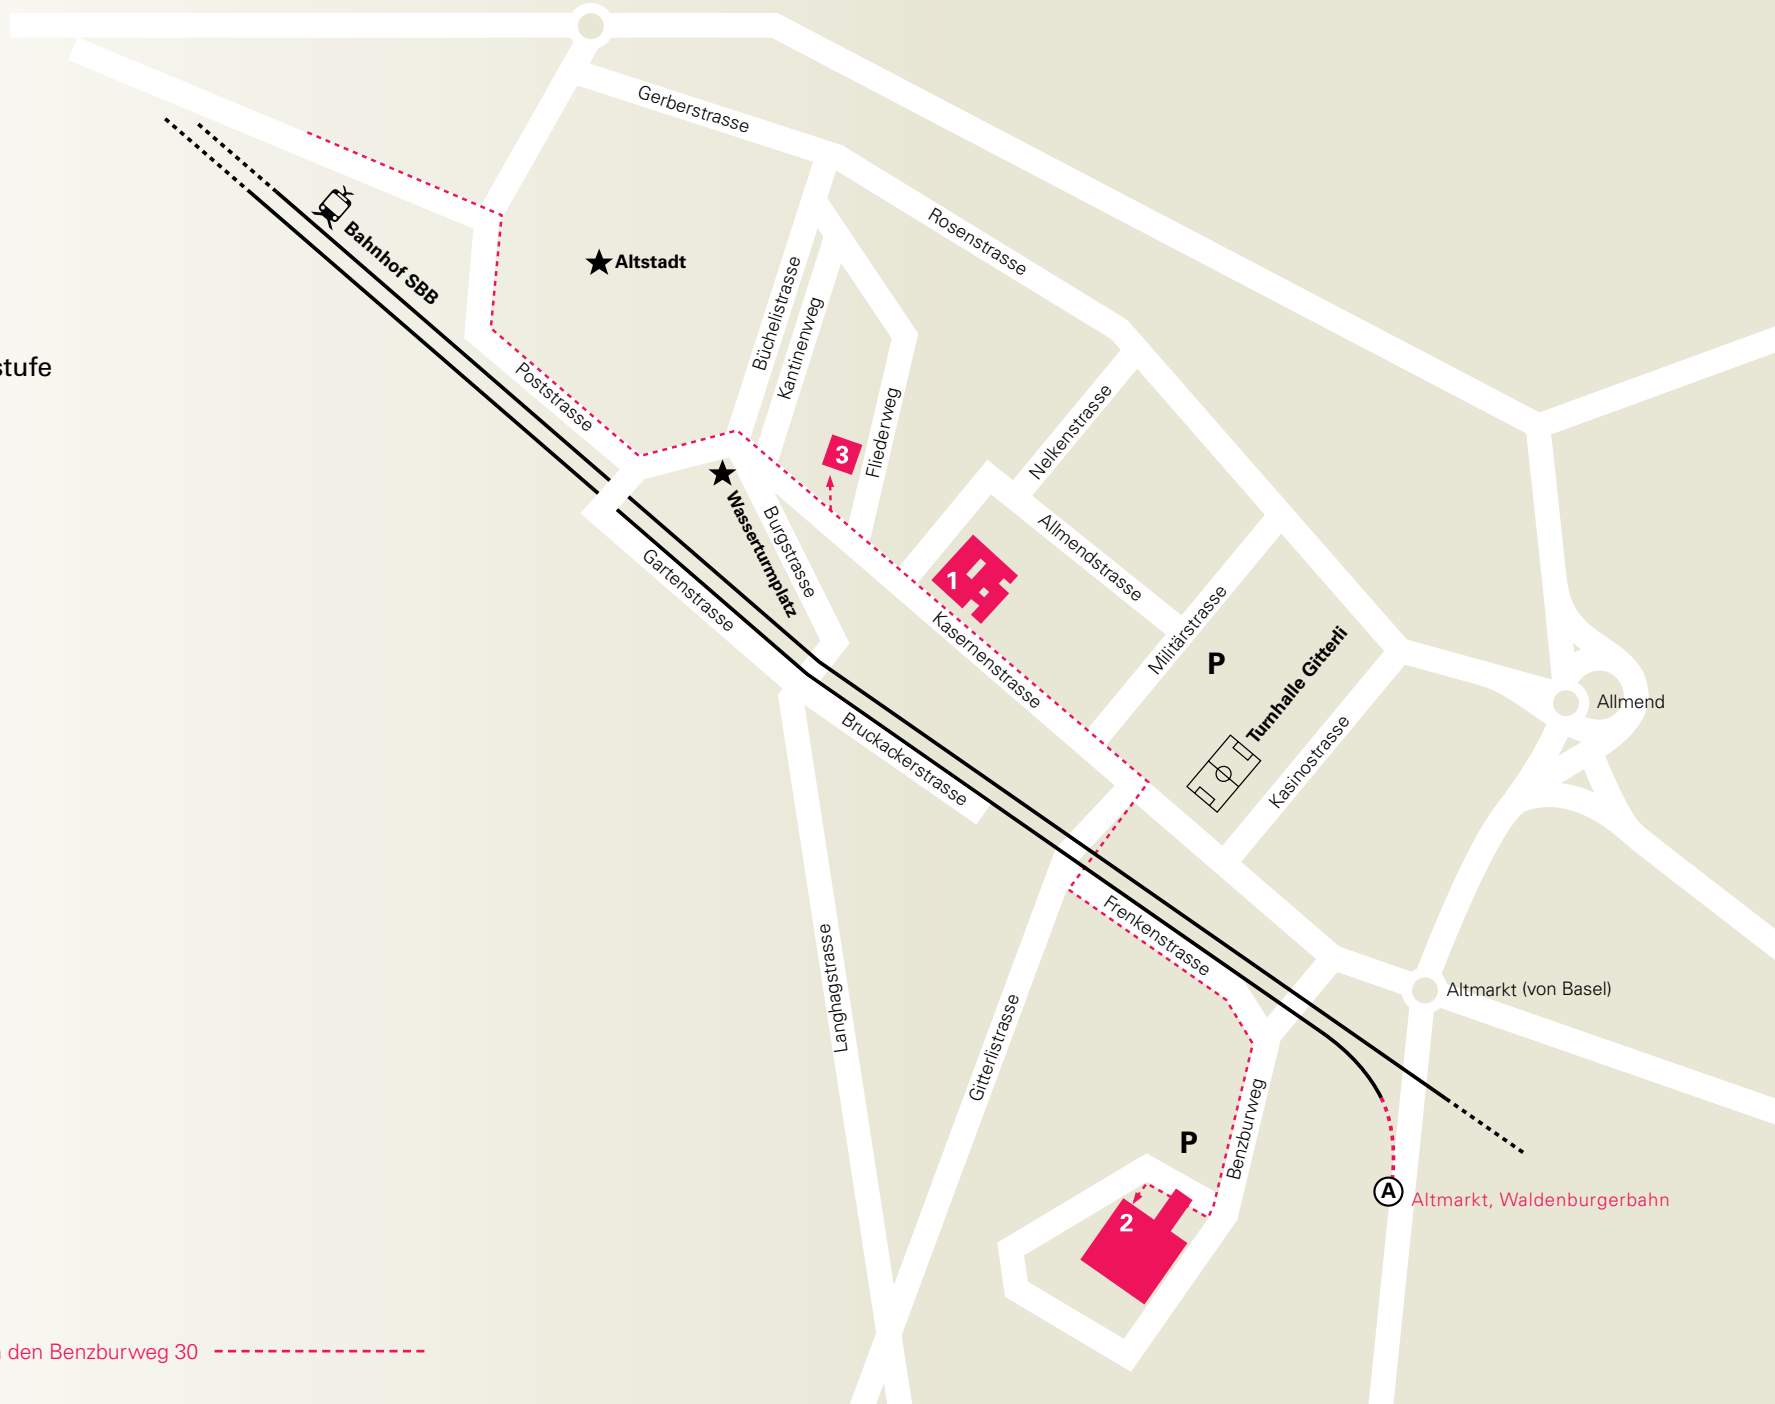 Gerberstrasse
Rosenstrasse
Bahnhof SBB
Altstadt
Büchelistrasse
Kantinenweg
stufe
Poststrasse
Fliederweg
Nelkenstrasse
3
Wasserturmplatz
Burgstrasse
Allmendstrasse
1
Gartenstrasse
Kasernenstrasse
Militärstrasse
P
Turnhalle Gitterli
Allmend
Bruckackerstrasse
Kasinostrasse
Frenkenstrasse
Langhagstrasse
Altmarkt (von Basel)
Gitterlistrasse
Benzburweg
P
A
Altmarkt, Waldenburgerbahn
2
den Benzburweg 30